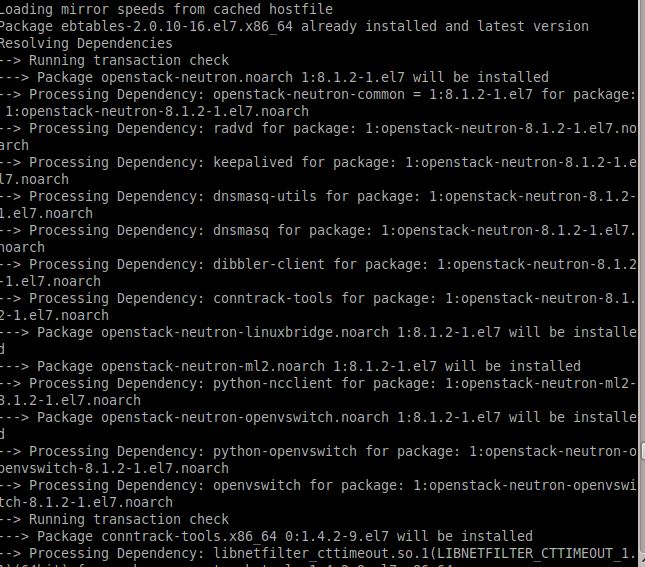 Loading mirror speeds from cached hostfile
Package ebtables-2.0.10-16.el7.x86_64 already installed and latest version
Resolving Dependencies
--> Running transaction check
---> Package openstack-neutron.noarch 1:8.1.2-1.el7 will be installed
--> Processing Dependency: openstack-neutron-common = 1:8.1.2-1.el7 for package:
1:openstack-neutron-8.1.2-1.el7.noarch
--> Processing Dependency: radvd for package: 1:openstack-neutron-8.1.2-1.el7.no
arch
--> Processing Dependency: keepalived for package: 1:openstack-neutron-8.1.2-1.e
l7.noarch
--> Processing Dependency: dnsmasq-utils for package: 1:openstack-neutron-8.1.2-
1.el7.noarch
--> Processing Dependency: dnsmasq for package: 1:openstack-neutron-8.1.2-1.el7.
noarch
--> Processing Dependency: dibbler-client for package: 1:openstack-neutron-8.1.2
-1.el7.noarch
--> Processing Dependency: conntrack-tools for package: 1:openstack-neutron-8.1.
2-1.el7.noarch
---> Package openstack-neutron-linuxbridge.noarch 1:8.1.2-1.el7 will be installe
d
---> Package openstack-neutron-ml2.noarch 1:8.1.2-1.el7 will be installed
--> Processing Dependency: python-ncclient for package: 1:openstack-neutron-ml2-
8.1.2-1.el7.noarch
---> Package openstack-neutron-openvswitch.noarch 1:8.1.2-1.el7 will be installe
d
--> Processing Dependency: python-openvswitch for package: 1:openstack-neutron-o
penvswitch-8.1.2-1.el7.noarch
--> Processing Dependency: openvswitch for package: 1:openstack-neutron-openvswi
tch-8.1.2-1.el7.noarch
--> Running transaction check
---> Package conntrack-tools.x86_64 0:1.4.2-9.el7 will be installed
--> Processing Dependency: libnetfilter_cttimeout.so.1(LIBNETFILTER_CTTIMEOUT_1.